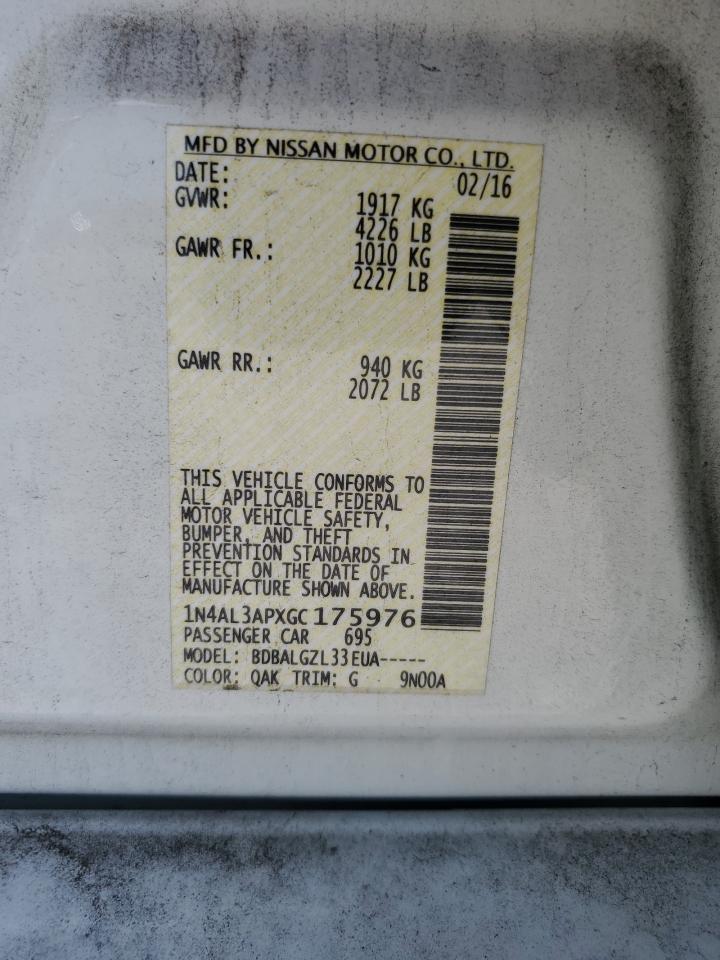 MFD BY NISSAN MOTOR CO., LTD.
DATE: 02/16
GVWR: 1917 KG
4226 LB
GAWR FR.: 1010 KG
2227 LB
GAWR RR.: 940 KG
2072 LB
THIS VEHICLE CONFORMS TO
ALL APPLICABLE FEDERAL
MOTOR VEHICLE SAFETY,
BUMPER, AND THEFT
PREVENTION STANDARDS IN
EFFECT ON THE DATE OF
MANUFACTURE SHOWN ABOVE.
1N4AL3APXGC175976
PASSENGER CAR 695
MODEL: BDBALGZL33EUA-----
COLOR: QAK TRIM: G 9N00A